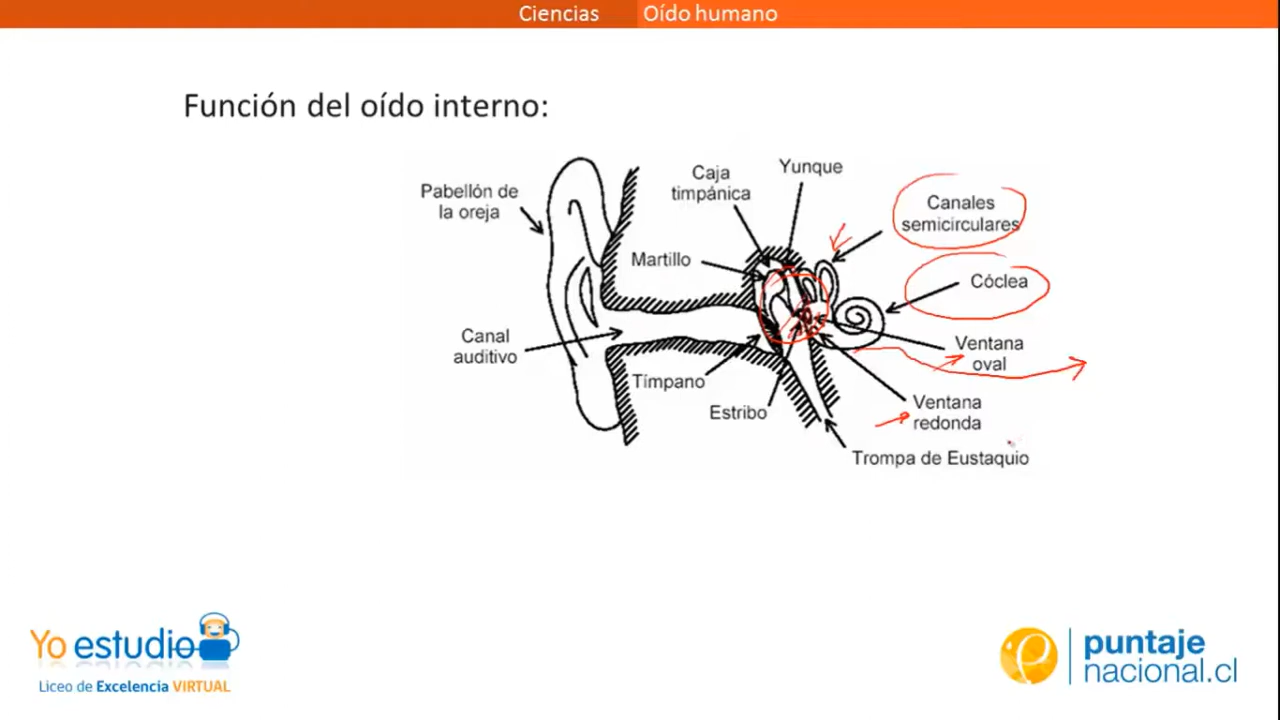 Ciencias
Oído humano
Función del oído interno:
Pabellón de
la oreja
Caja
timpánica
Yunque
Canales
semicirculares
Martillo
Cóclea
Canal
auditivo
Ventana
oval
Tímpano
Estribo
Ventana
redonda
Trompa de Eustaquio
Yo estudio
Liceo de Excelencia VIRTUAL
puntaje
nacional.cl